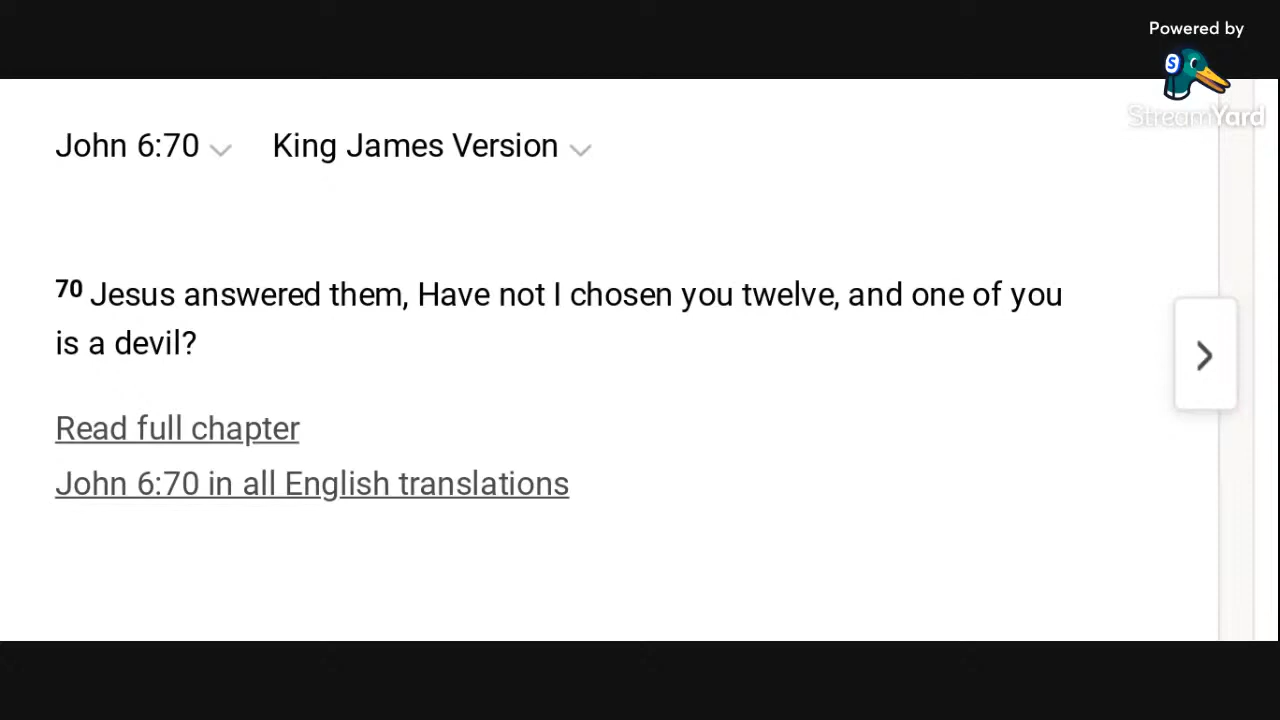 Powered by
S
StreamYard
John 6:70 King James Version
70 Jesus answered them, Have not I chosen you twelve, and one of you
is a devil?
Read full chapter
John 6:70 in all English translations